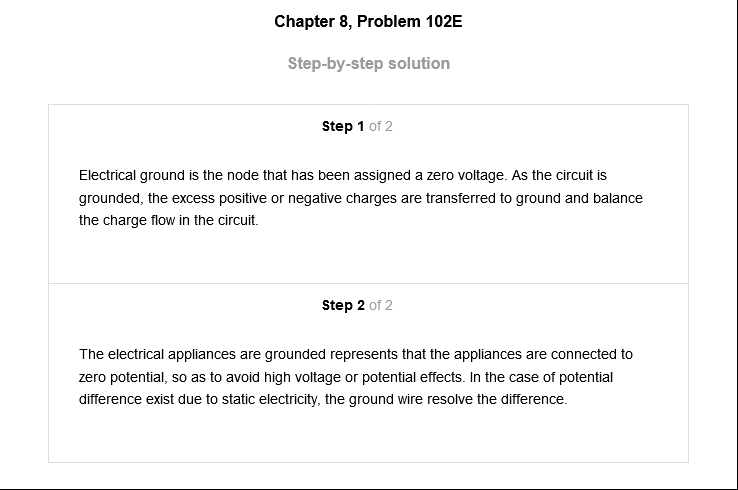 Chapter 8, Problem 102E
Step-by-step solution
Step 1 of 2
Electrical ground is the node that has been assigned a zero voltage. As the circuit is
grounded, the excess positive or negative charges are transferred to ground and balance
the charge flow in the circuit.
Step 2 of 2
The electrical appliances are grounded represents that the appliances are connected to
zero potential, so as to avoid high voltage or potential effects. In the case of potential
difference exist due to static electricity, the ground wire resolve the difference.